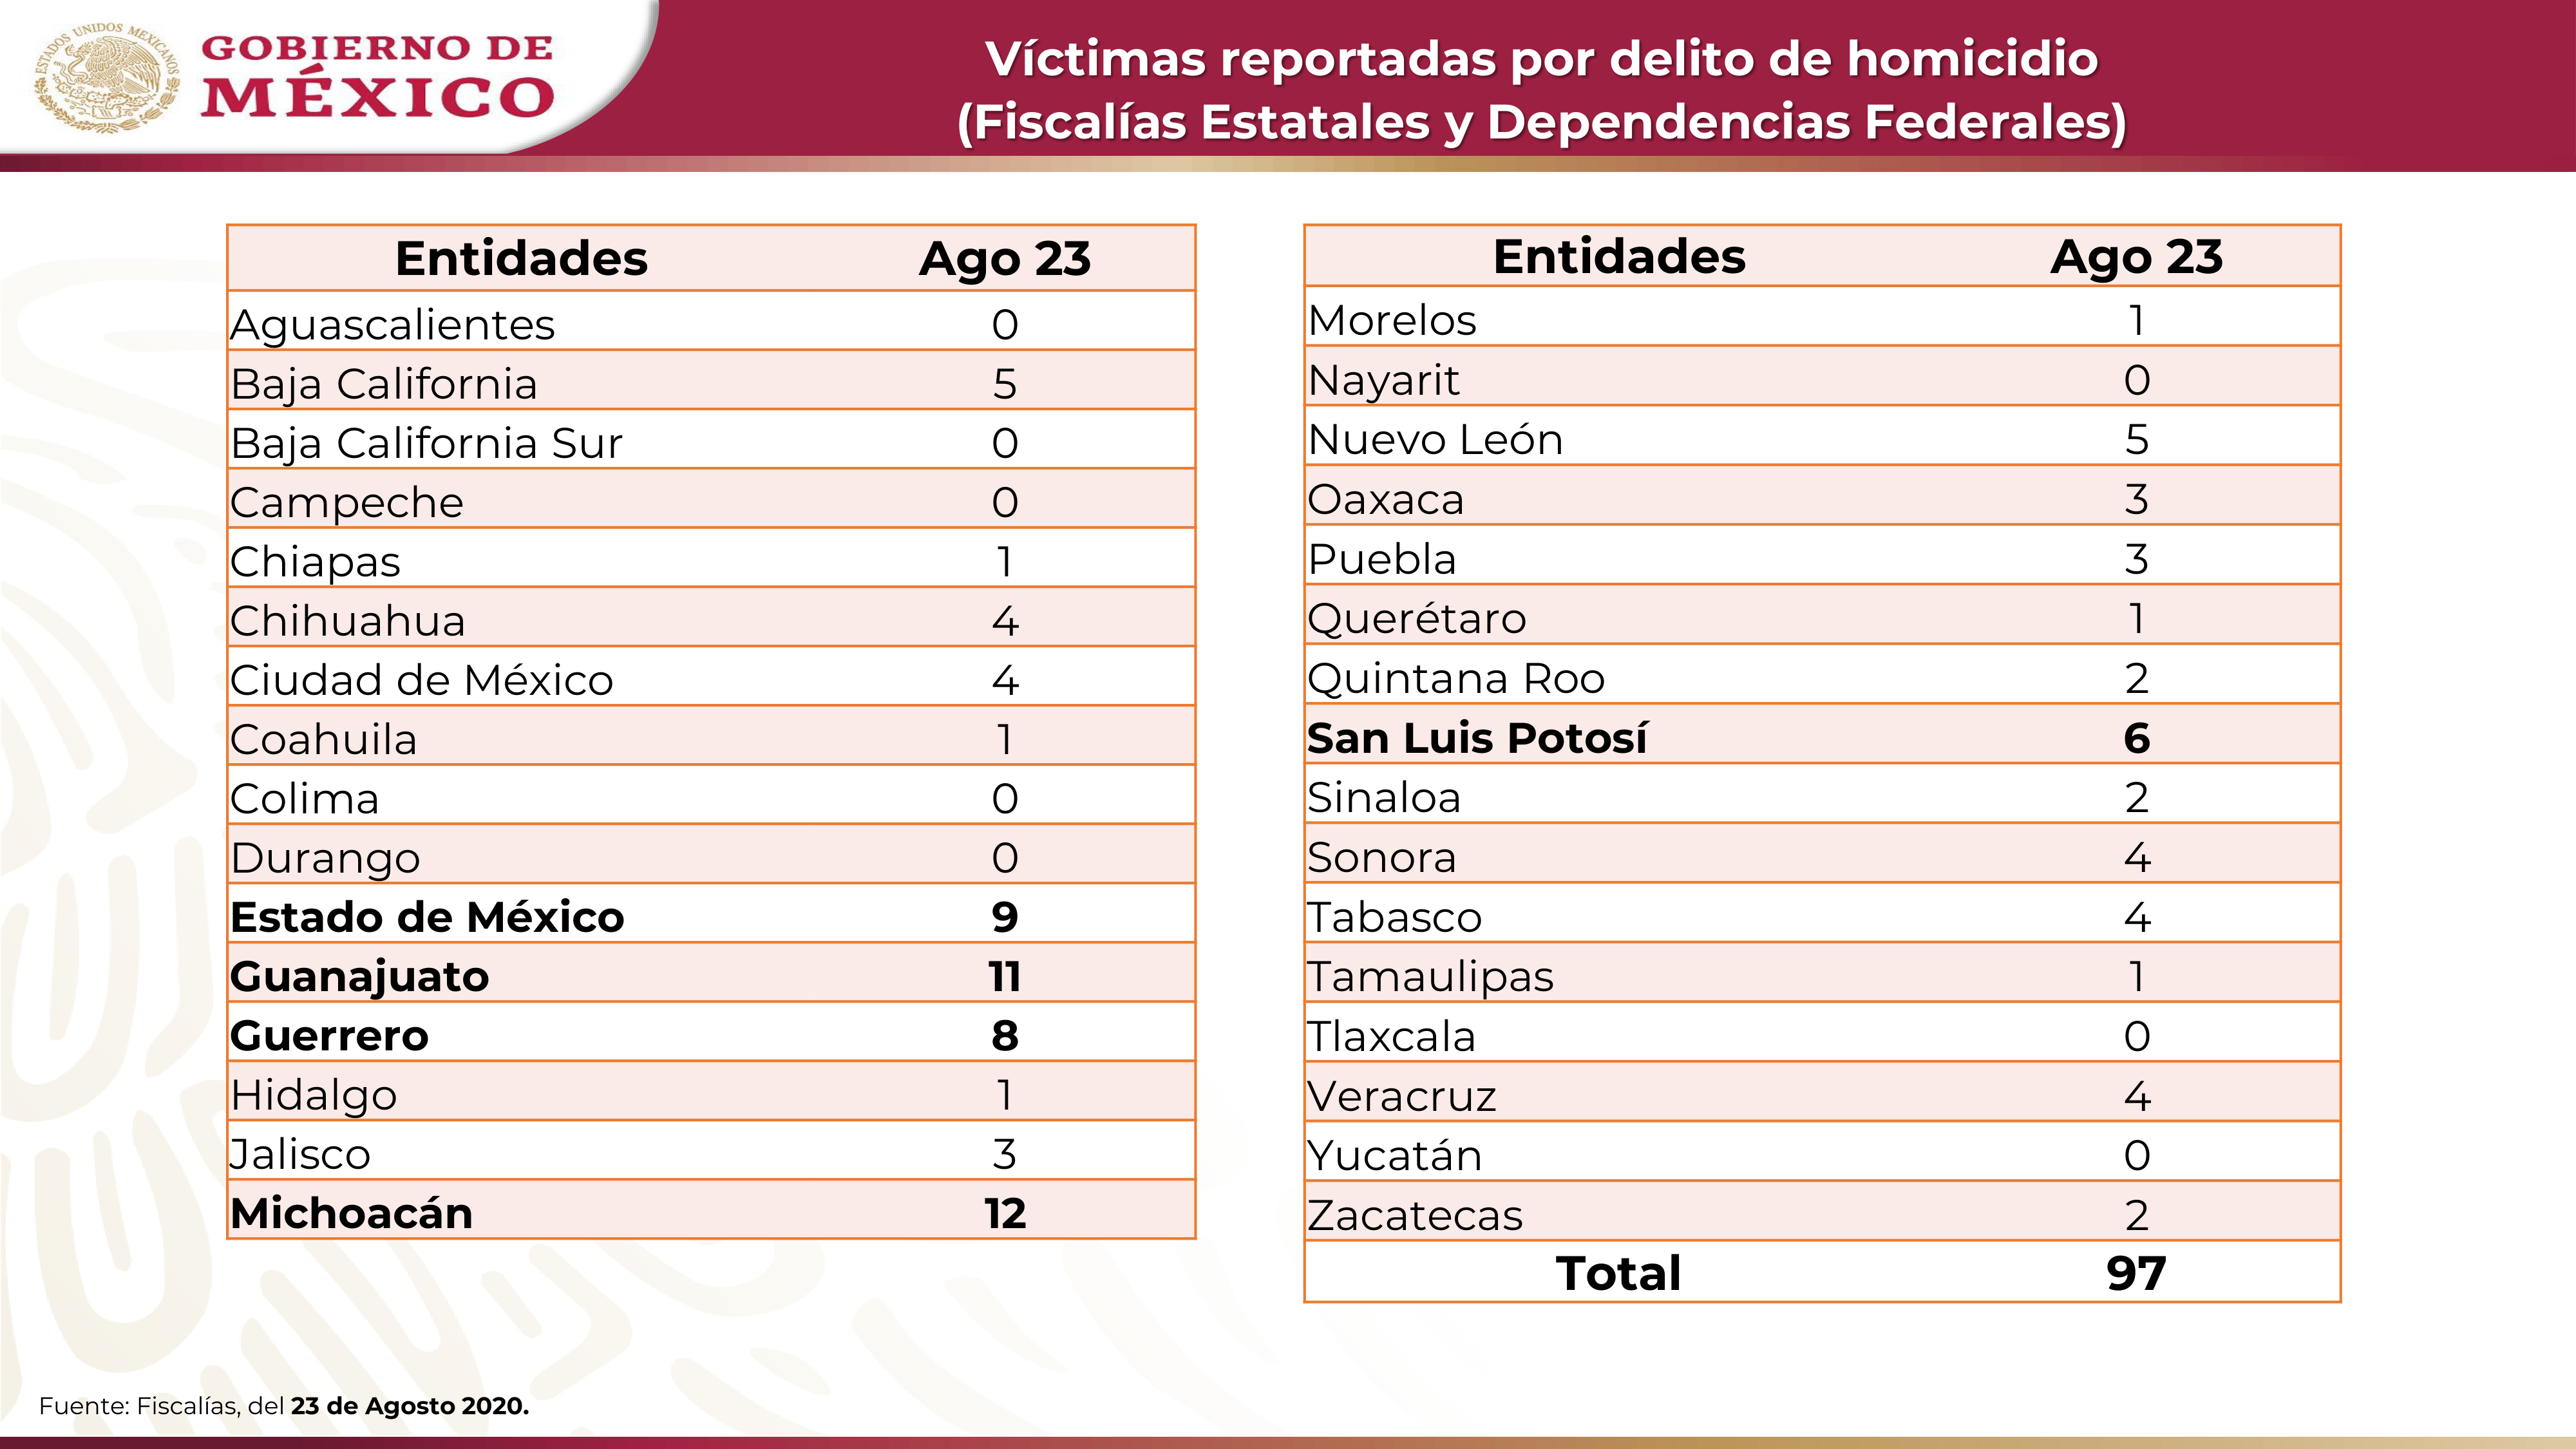 ESTADOS UNIDOS MEXICANOS
GOBIERNO DE
MÉXICO
Víctimas reportadas por delito de homicidio
(Fiscalías Estatales y Dependencias Federales)
Entidades Ago 23
Aguascalientes 0
Baja California 5
Baja California Sur 0
Campeche 0
Chiapas 1
Chihuahua 4
Ciudad de México 4
Coahuila 1
Colima 0
Durango 0
Estado de México 9
Guanajuato 11
Guerrero 8
Hidalgo 1
Jalisco 3
Michoacán 12
Entidades Ago 23
Morelos 1
Nayarit 0
Nuevo León 5
Oaxaca 3
Puebla 3
Querétaro 1
Quintana Roo 2
San Luis Potosí 6
Sinaloa 2
Sonora 4
Tabasco 4
Tamaulipas 1
Tlaxcala 0
Veracruz 4
Yucatán 0
Zacatecas 2
Total 97
Fuente: Fiscalías, del 23 de Agosto 2020.